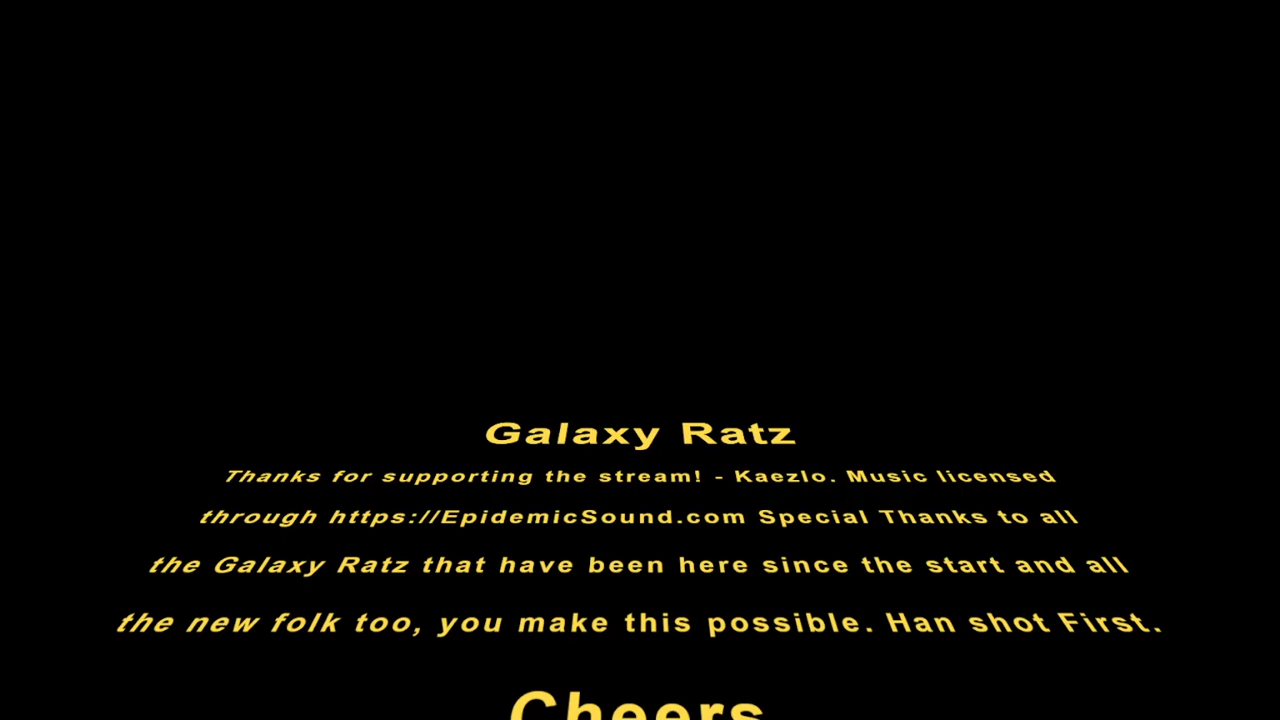 Galaxy Ratz
Thanks for supporting the stream! - Kaezlo. Music licensed
through https://EpidemicSound.com Special Thanks to all
the Galaxy Ratz that have been here since the start and all
the new folk too, you make this possible. Han shot First.
Cheers